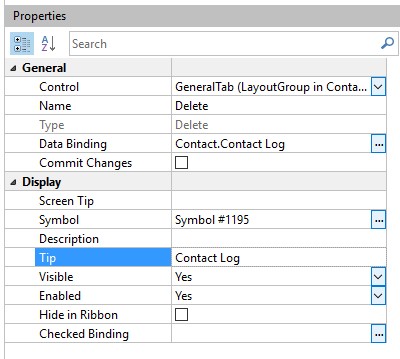 Properties
A
Z
Search
General
Control GeneralTab (LayoutGroup in Conta...
Name Delete
Type Delete
Data Binding Contact.Contact Log ...
Commit Changes
Display
Screen Tip
Symbol Symbol #1195 ...
Description
Tip Contact Log
Visible Yes
Enabled Yes
Hide in Ribbon
Checked Binding ...